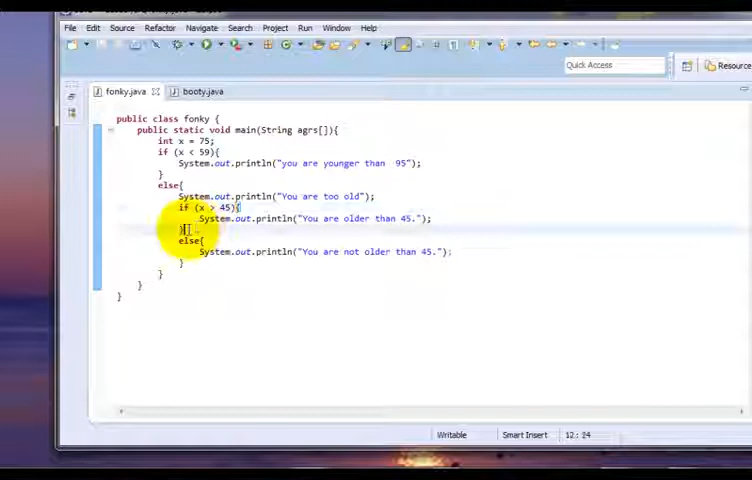 File Edit Source Refactor Navigate Search Project Run Window Help
Quick Access
Resource
fonky.java
booty.java
public class fonky {
public static void main(String agrs[]){
int x = 75;
if (x < 59){
System.out.println("you are younger than  95");
}
else{
System.out.println("You are too old");
if (x > 45){
System.out.println("You are older than 45.");
}
else{
System.out.println("You are not older than 45.");
}
}
}
}
Writable
Smart Insert
12 : 24